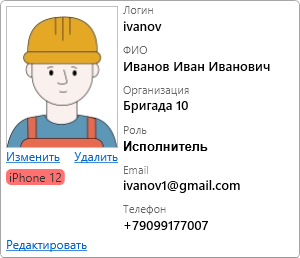 Логин
ivanov
ФИО
Иванов Иван Иванович
Организация
Бригада 10
Роль
Исполнитель
Email
ivanov1@gmail.com
Телефон
+79099177007
Изменить Удалить
iPhone 12
Редактировать